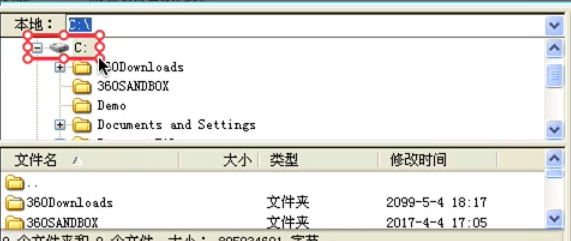 本地： C:\
C:
360Downloads
360SANDBOX
Demo
Documents and Settings
文件名 大小 类型 修改时间
..
360Downloads 文件夹 2099-5-4 18:17
360SANDBOX 文件夹 2017-4-4 17:05